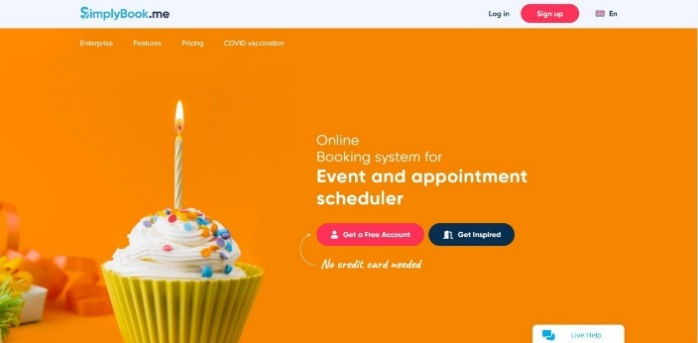 SimplyBook.me
Log in
Sign up
En
Enterprise
Features
Pricing
COVID vaccination
Online
Booking system for
Event and appointment
scheduler
Get a Free Account
Get Inspired
No credit card needed
Live Help